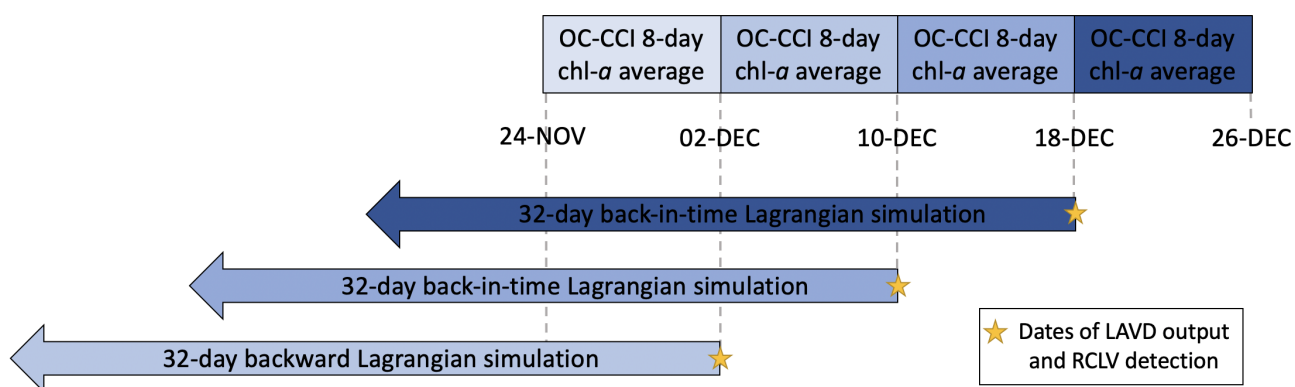 OC-CCI 8-day
chl-a average
OC-CCI 8-day
chl-a average
OC-CCI 8-day
chl-a average
OC-CCI 8-day
chl-a average
24-NOV
02-DEC
10-DEC
18-DEC
26-DEC
32-day back-in-time Lagrangian simulation
32-day back-in-time Lagrangian simulation
32-day backward Lagrangian simulation
Dates of LAVD output
and RCLV detection